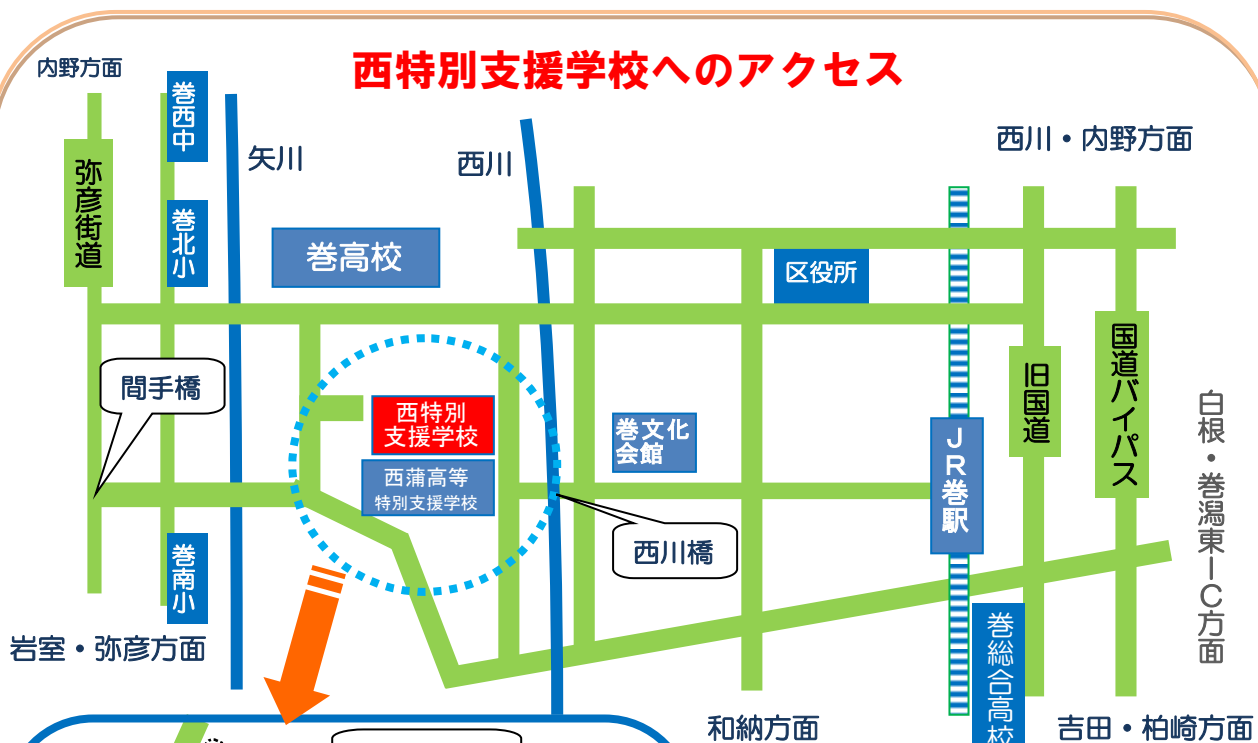 西特別支援学校へのアクセス
内野方面
巻西中
矢川
西川
西川・内野方面
弥彦街道
巻北小
巻高校
区役所
間手橋
国道バイパス
旧国道
白根・巻潟東IC方面
西特別
支援学校
巻文化
会館
JR巻駅
西蒲高等
特別支援学校
西川橋
巻南小
岩室・弥彦方面
巻総合高校
和納方面
吉田・柏崎方面